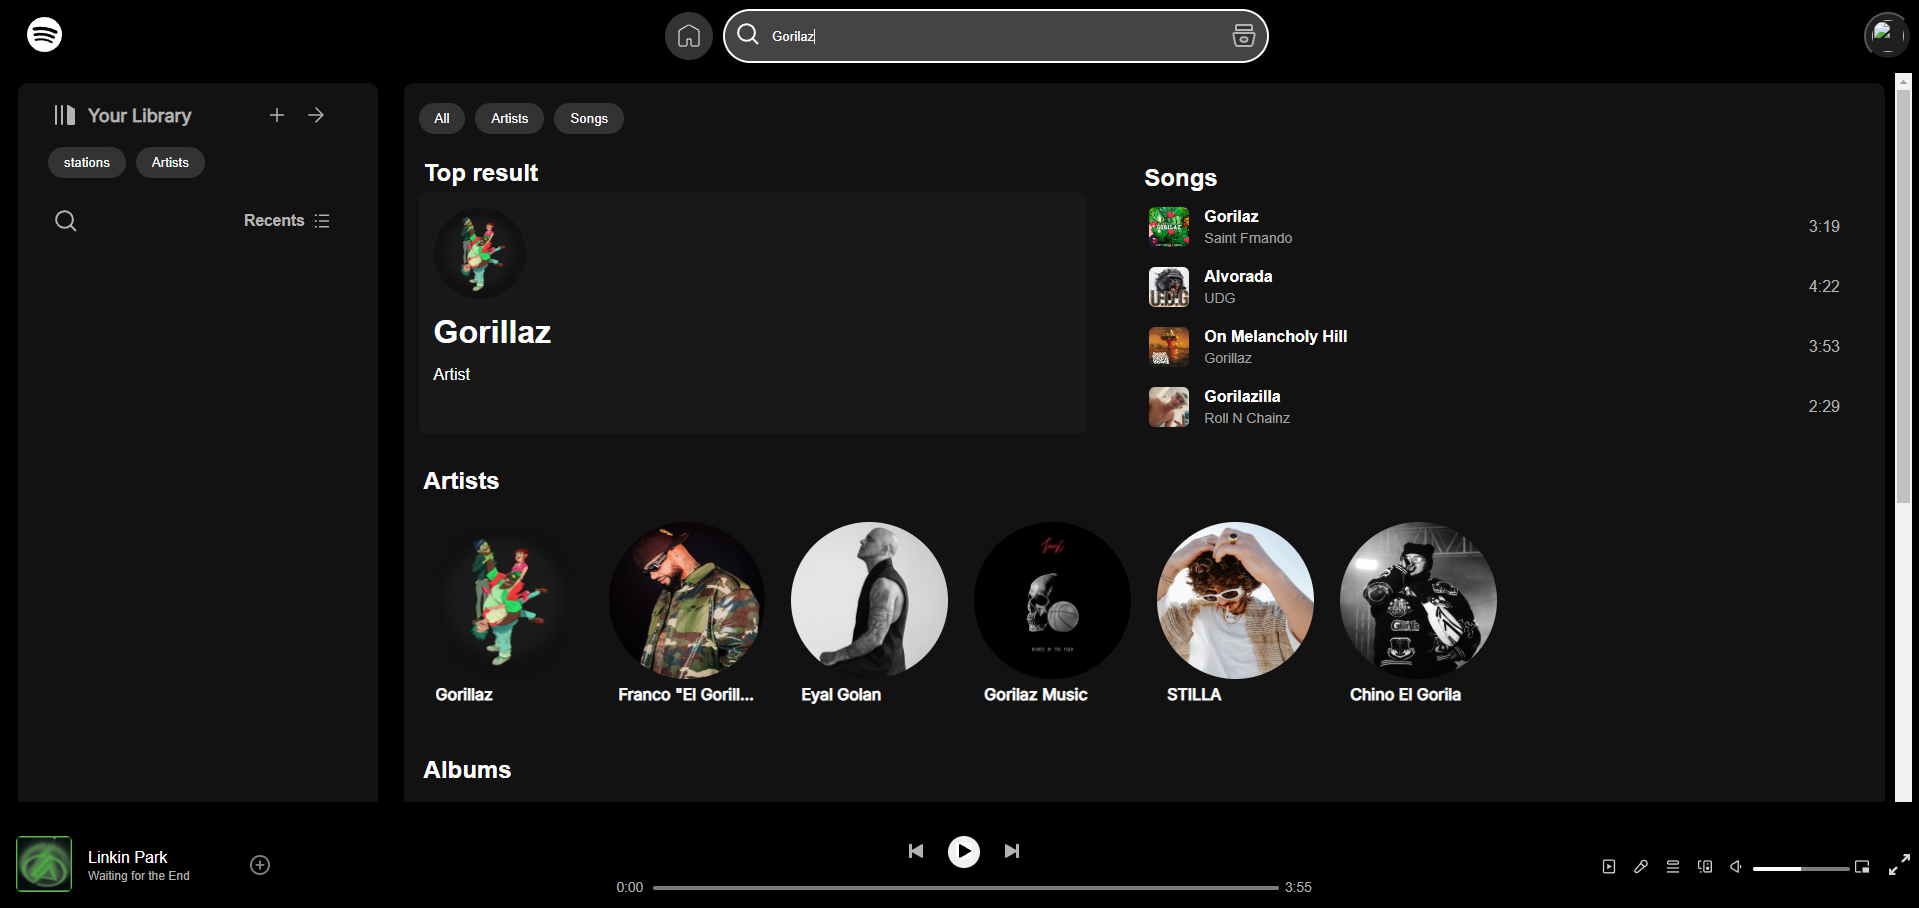 Gorilaz
Your Library
stations
Artists
Recents
All
Artists
Songs
Top result
Gorillaz
Artist
Songs
Gorilaz
Saint Frnando
3:19
Alvorada
UDG
4:22
On Melancholy Hill
Gorillaz
3:53
Gorilazilla
Roll N Chainz
2:29
Artists
Gorillaz
Franco "El Gorill...
Eyal Golan
Gorilaz Music
STILLA
Chino El Gorila
Albums
Linkin Park
Waiting for the End
0:00
3:55